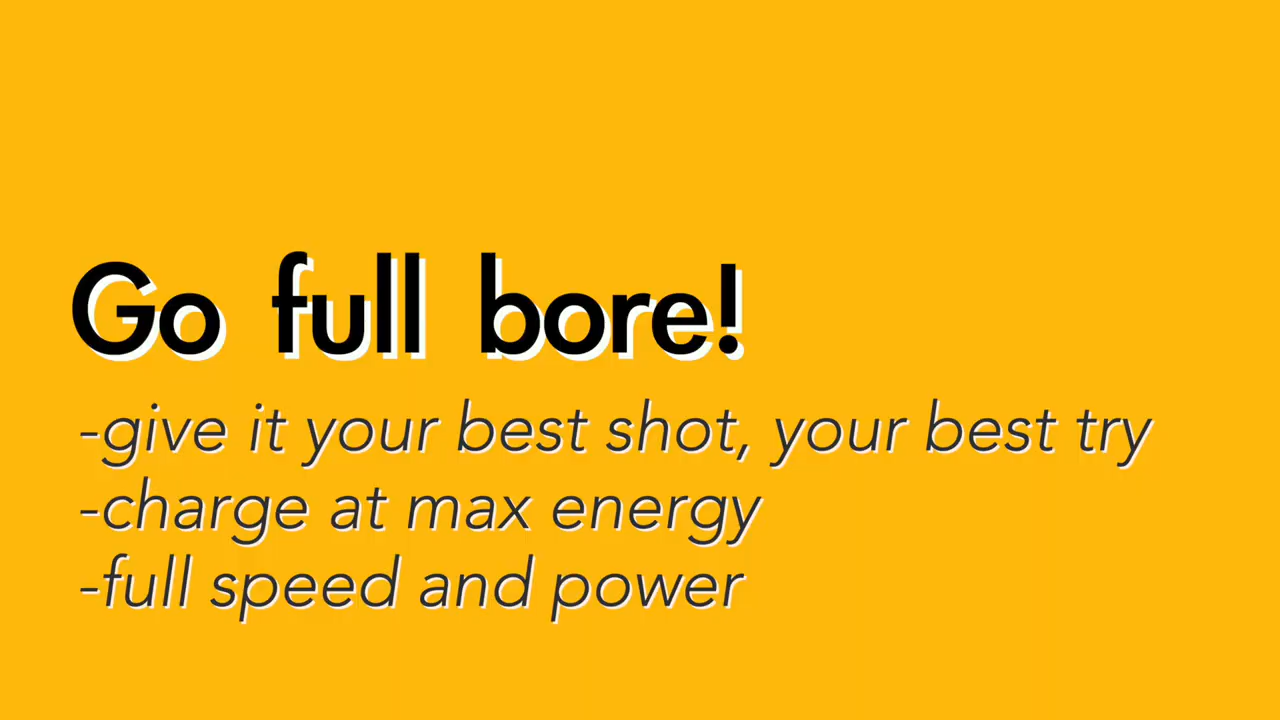 Go full bore!
-give it your best shot, your best try
-charge at max energy
-full speed and power